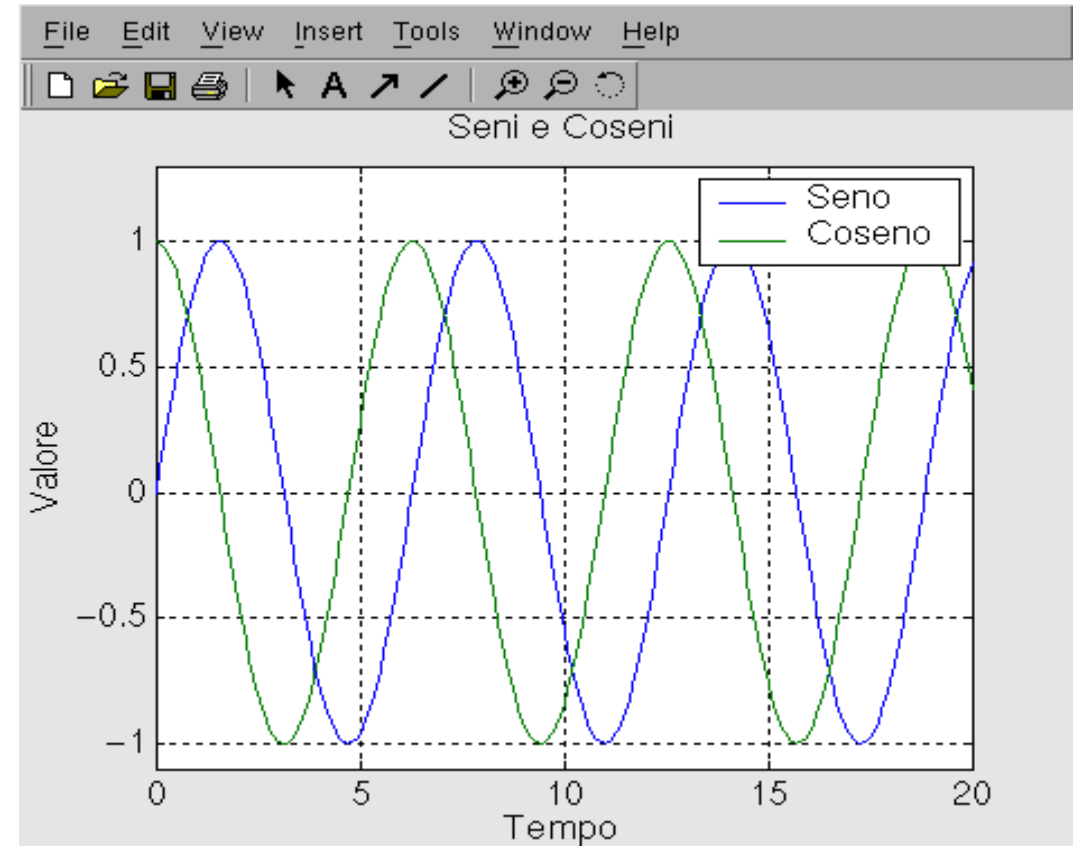 File Edit View Insert Tools Window Help
A
Seni e Coseni
Seno
Coseno
1
0.5
0
−0.5
−1
Valore
0 5 10 15 20
Tempo